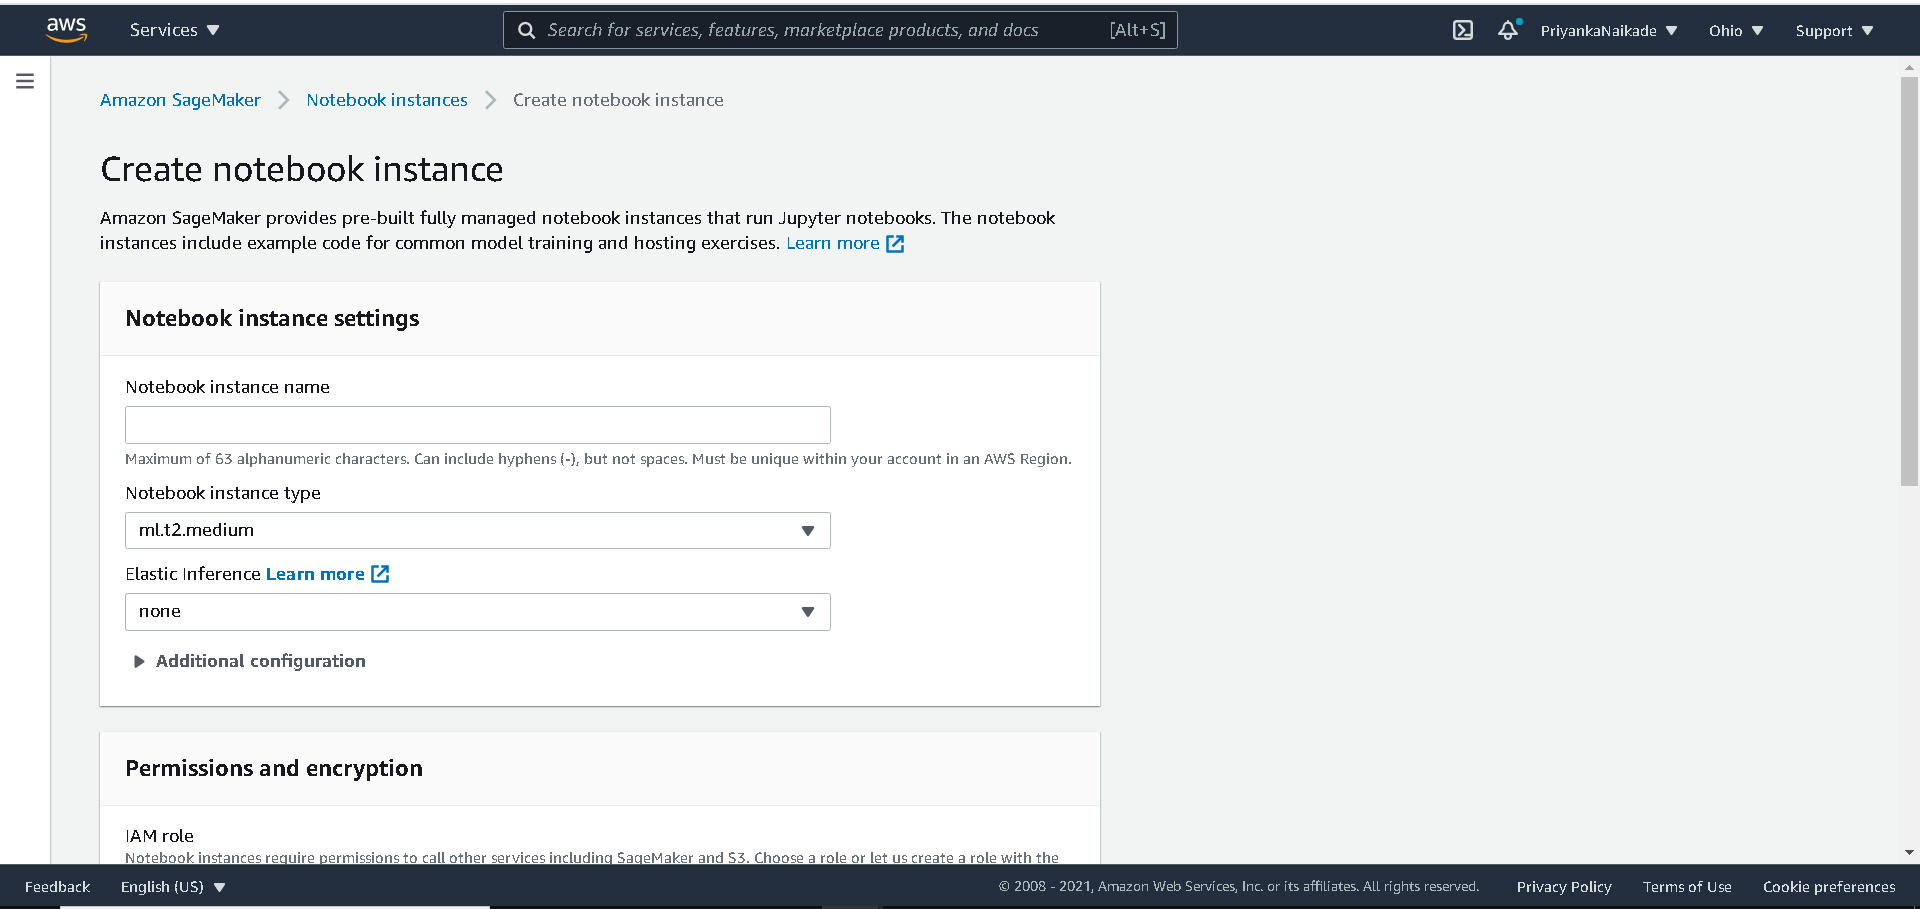 aws Services Search for services, features, marketplace products, and docs [Alt+S] PriyankaNaikade Ohio Support
Amazon SageMaker Notebook instances Create notebook instance
Create notebook instance
Amazon SageMaker provides pre-built fully managed notebook instances that run Jupyter notebooks. The notebook
instances include example code for common model training and hosting exercises. Learn more
Notebook instance settings
Notebook instance name
Maximum of 63 alphanumeric characters. Can include hyphens (-), but not spaces. Must be unique within your account in an AWS Region.
Notebook instance type
ml.t2.medium
Elastic Inference Learn more
none
Additional configuration
Permissions and encryption
IAM role
Notebook instances require permissions to call other services including SageMaker and S3. Choose a role or let us create a role with the
Feedback English (US) © 2008 - 2021, Amazon Web Services, Inc. or its affiliates. All rights reserved. Privacy Policy Terms of Use Cookie preferences